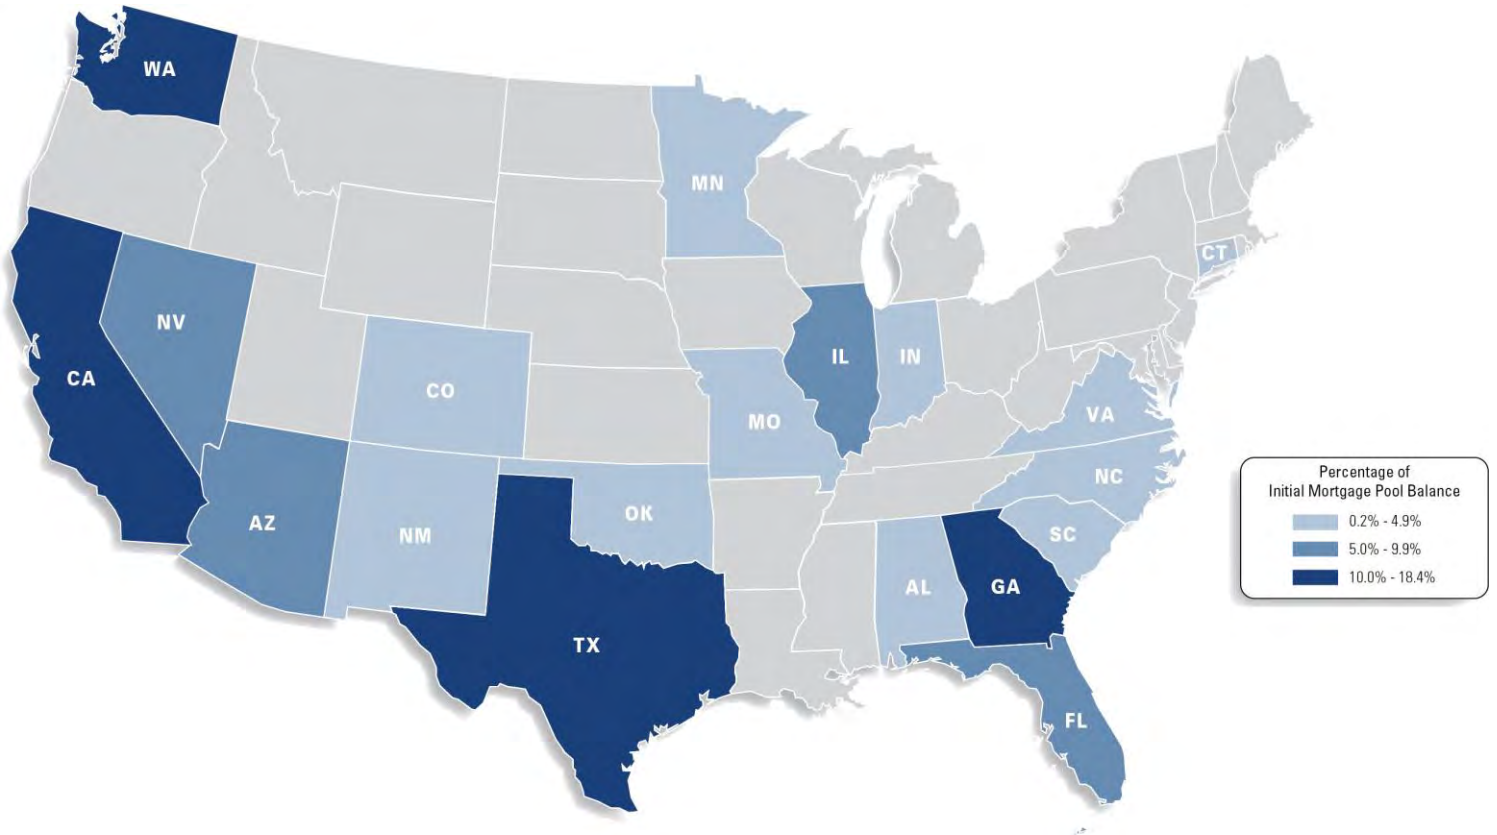 WA
MN
CT
NV
IL
IN
CA
CO
MO
VA
NC
AZ
NM
OK
SC
AL
GA
TX
FL
Percentage of
Initial Mortgage Pool Balance
0.2% - 4.9%
5.0% - 9.9%
10.0% - 18.4%